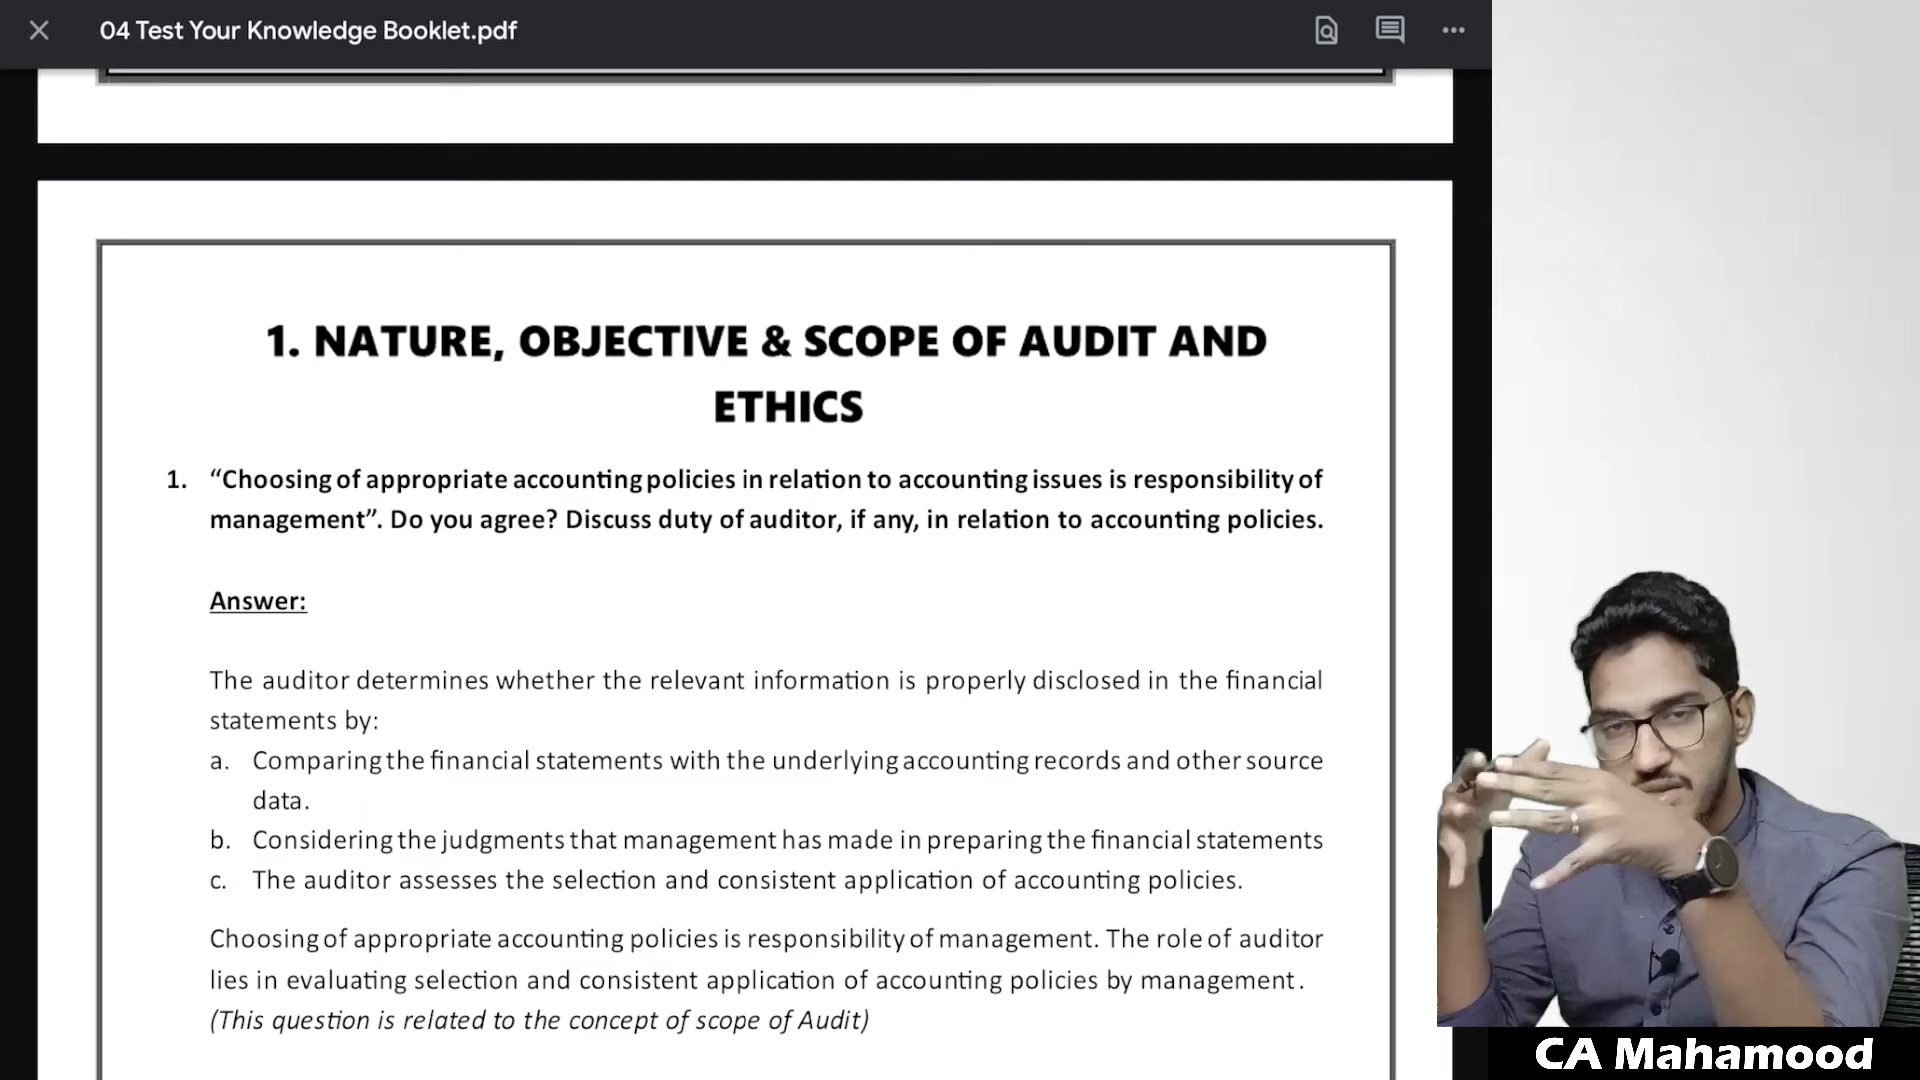 04 Test Your Knowledge Booklet.pdf
1. NATURE, OBJECTIVE & SCOPE OF AUDIT AND
ETHICS
1. “Choosing of appropriate accounting policies in relation to accounting issues is responsibility of
management”. Do you agree? Discuss duty of auditor, if any, in relation to accounting policies.
Answer:
The auditor determines whether the relevant information is properly disclosed in the financial
statements by:
a. Comparing the financial statements with the underlying accounting records and other source
data.
b. Considering the judgments that management has made in preparing the financial statements
c. The auditor assesses the selection and consistent application of accounting policies.
Choosing of appropriate accounting policies is responsibility of management. The role of auditor
lies in evaluating selection and consistent application of accounting policies by management.
(This question is related to the concept of scope of Audit)
CA Mahamood